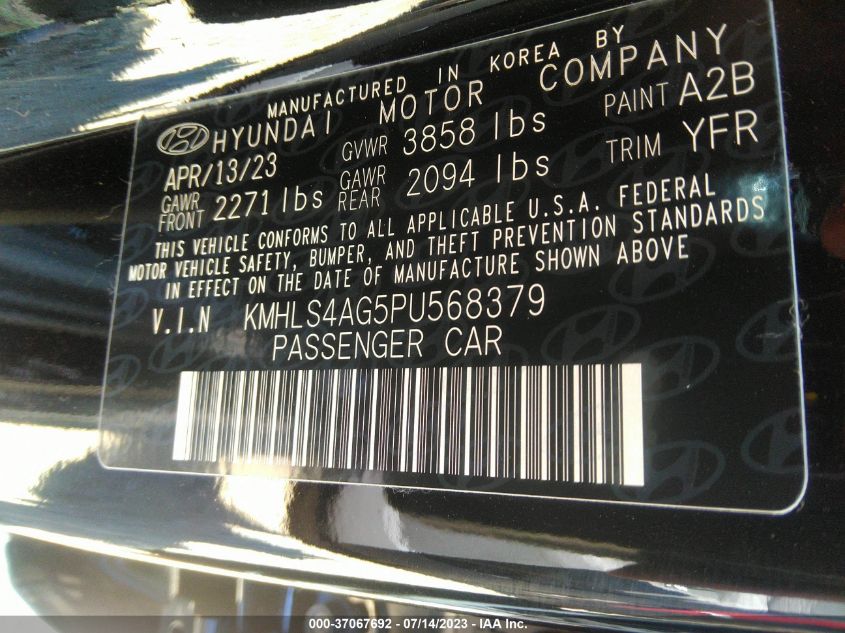 MANUFACTURED IN KOREA BY
HYUNDAI MOTOR COMPANY
APR/13/23 GVWR 3858 lbs PAINT A2B
GAWR FRONT 2271 lbs GAWR REAR 2094 lbs TRIM YFR
THIS VEHICLE CONFORMS TO ALL APPLICABLE U.S.A. FEDERAL
MOTOR VEHICLE SAFETY, BUMPER, AND THEFT PREVENTION STANDARDS
IN EFFECT ON THE DATE OF MANUFACTURE SHOWN ABOVE
V.I.N KMHLS4AG5PU568379
PASSENGER CAR
000-37067692 - 07/14/2023 - IAA Inc.